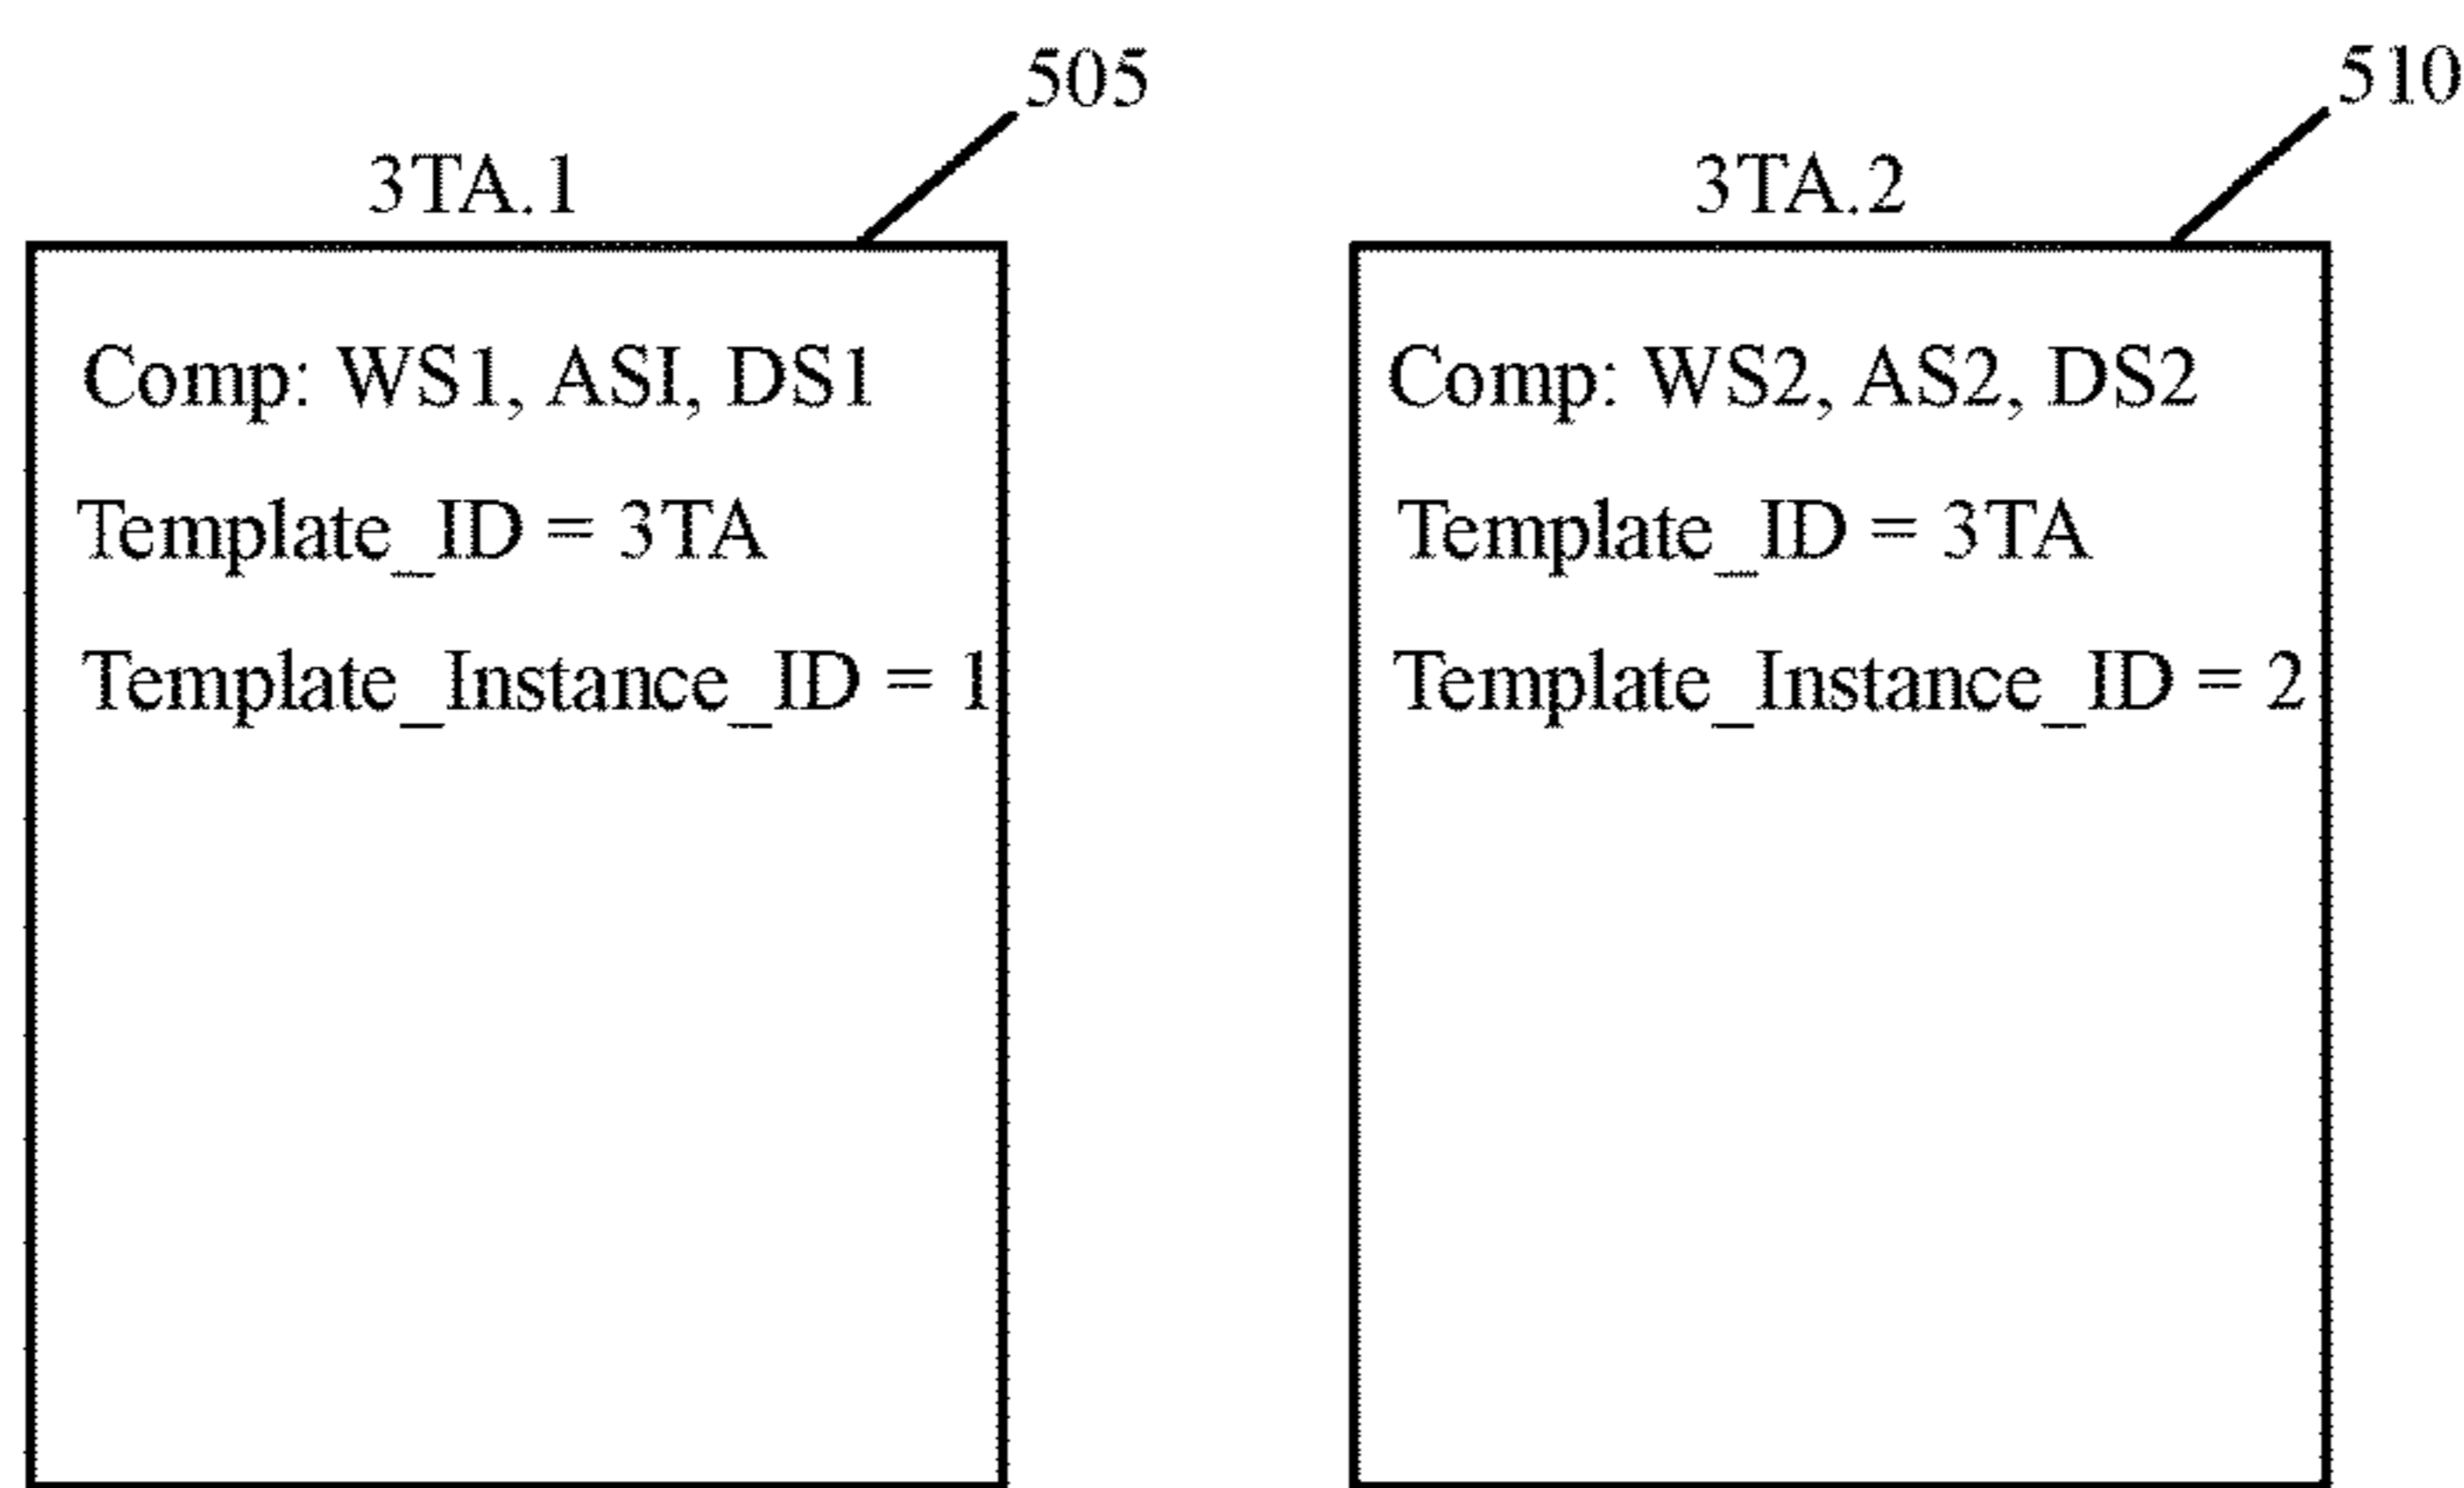 505
3TA.1
Comp: WS1, ASI, DS1
Template_ID = 3TA
Template_Instance_ID = 1
510
3TA.2
Comp: WS2, AS2, DS2
Template_ID = 3TA
Template_Instance_ID = 2